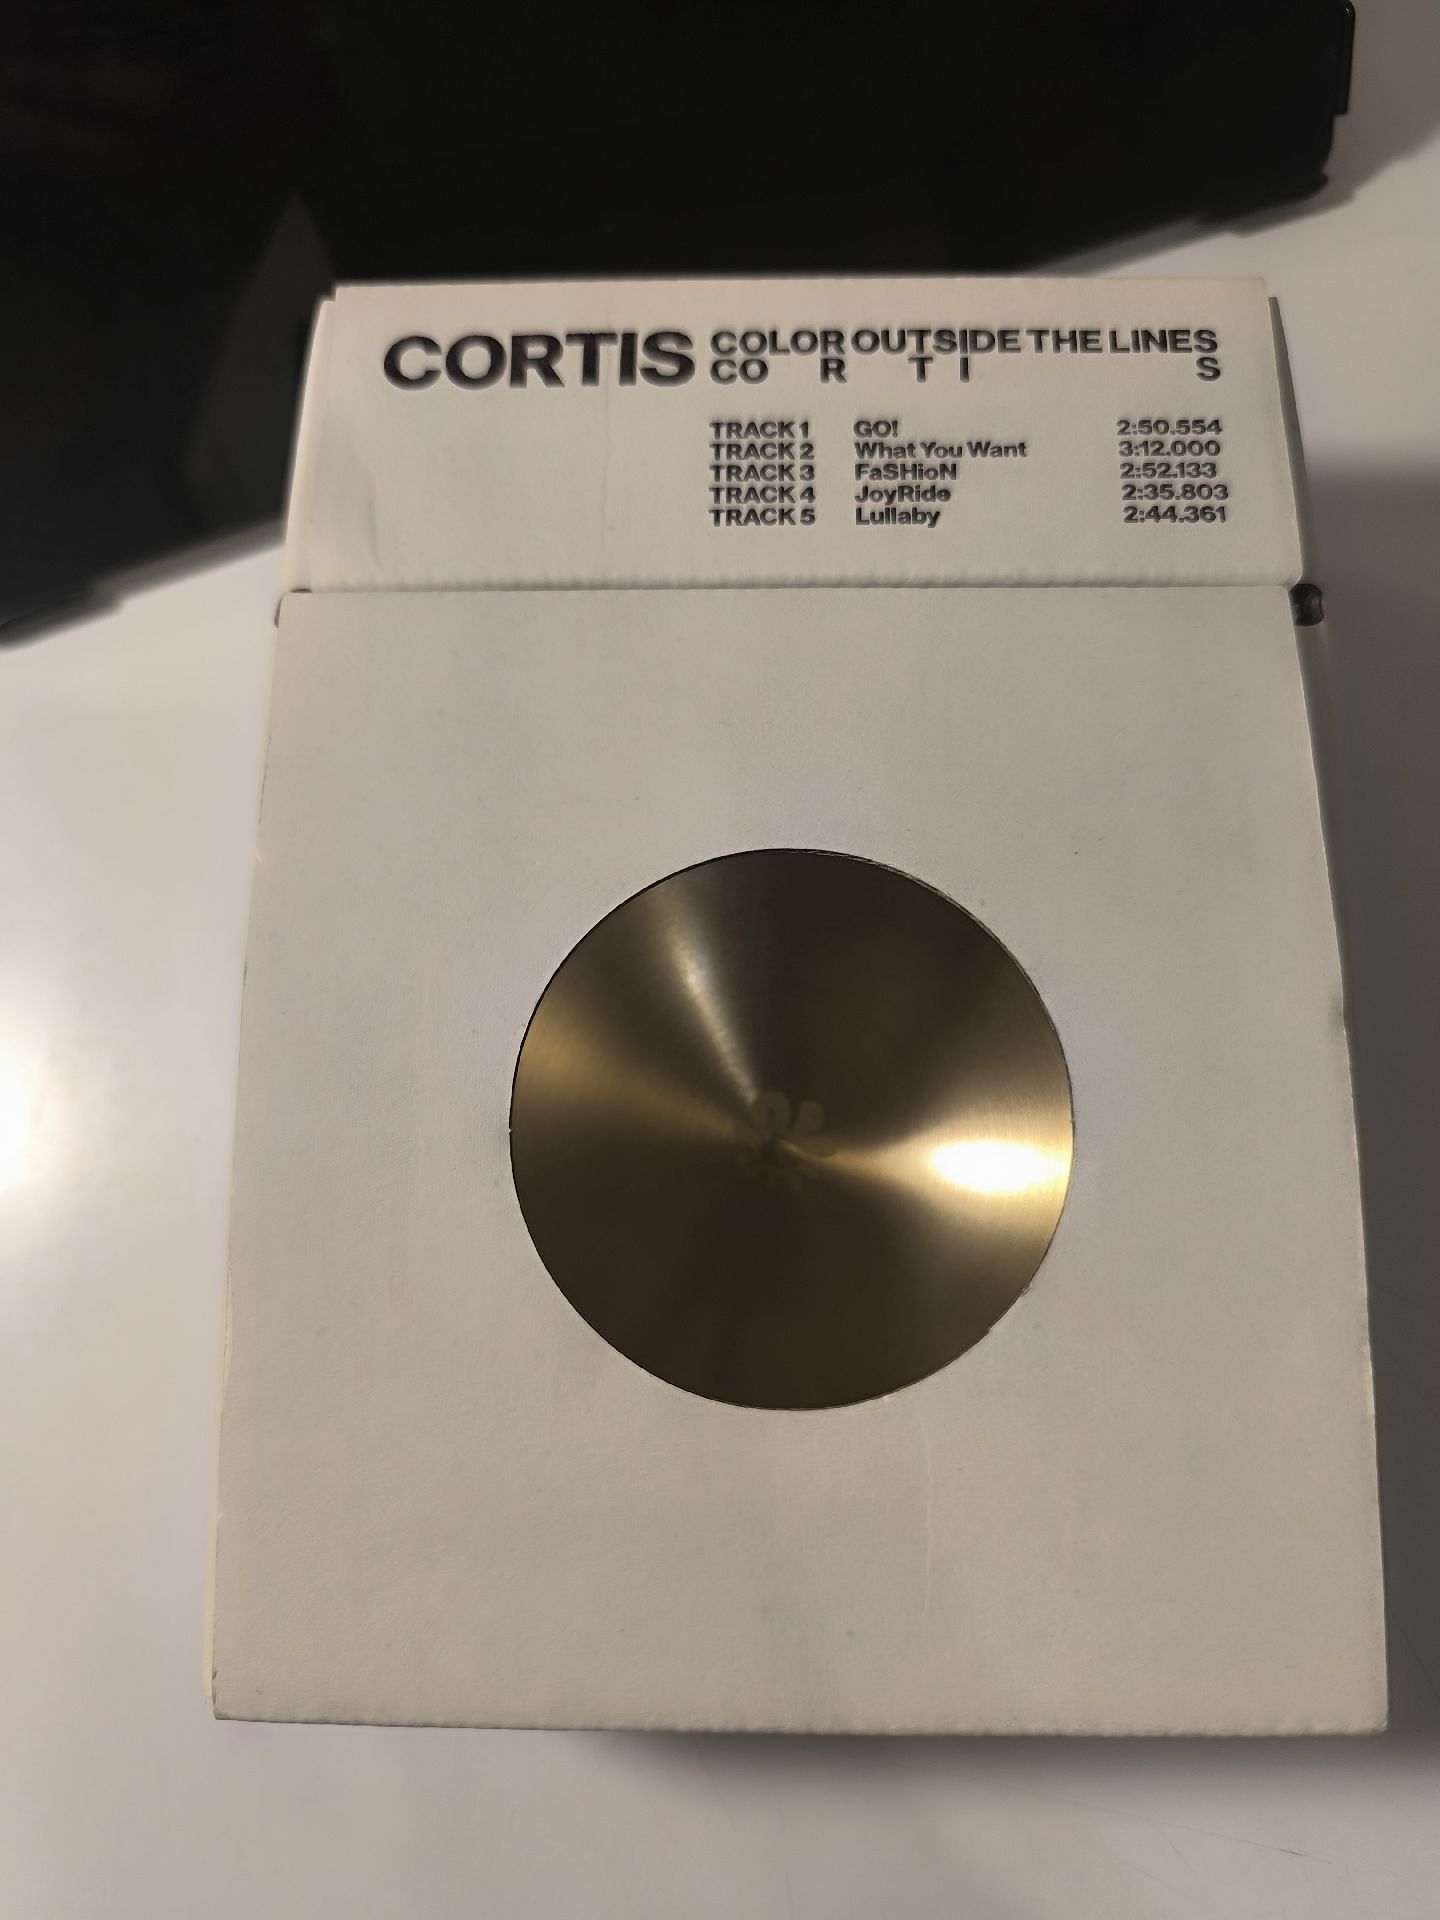 CORTIS COLOR OUTSIDE THE LINES
CO R T I S
TRACK 1 GO! 2:50.554
TRACK 2 What You Want 3:12.000
TRACK 3 FaSHioN 2:52.133
TRACK 4 JoyRide 2:35.803
TRACK 5 Lullaby 2:44.361